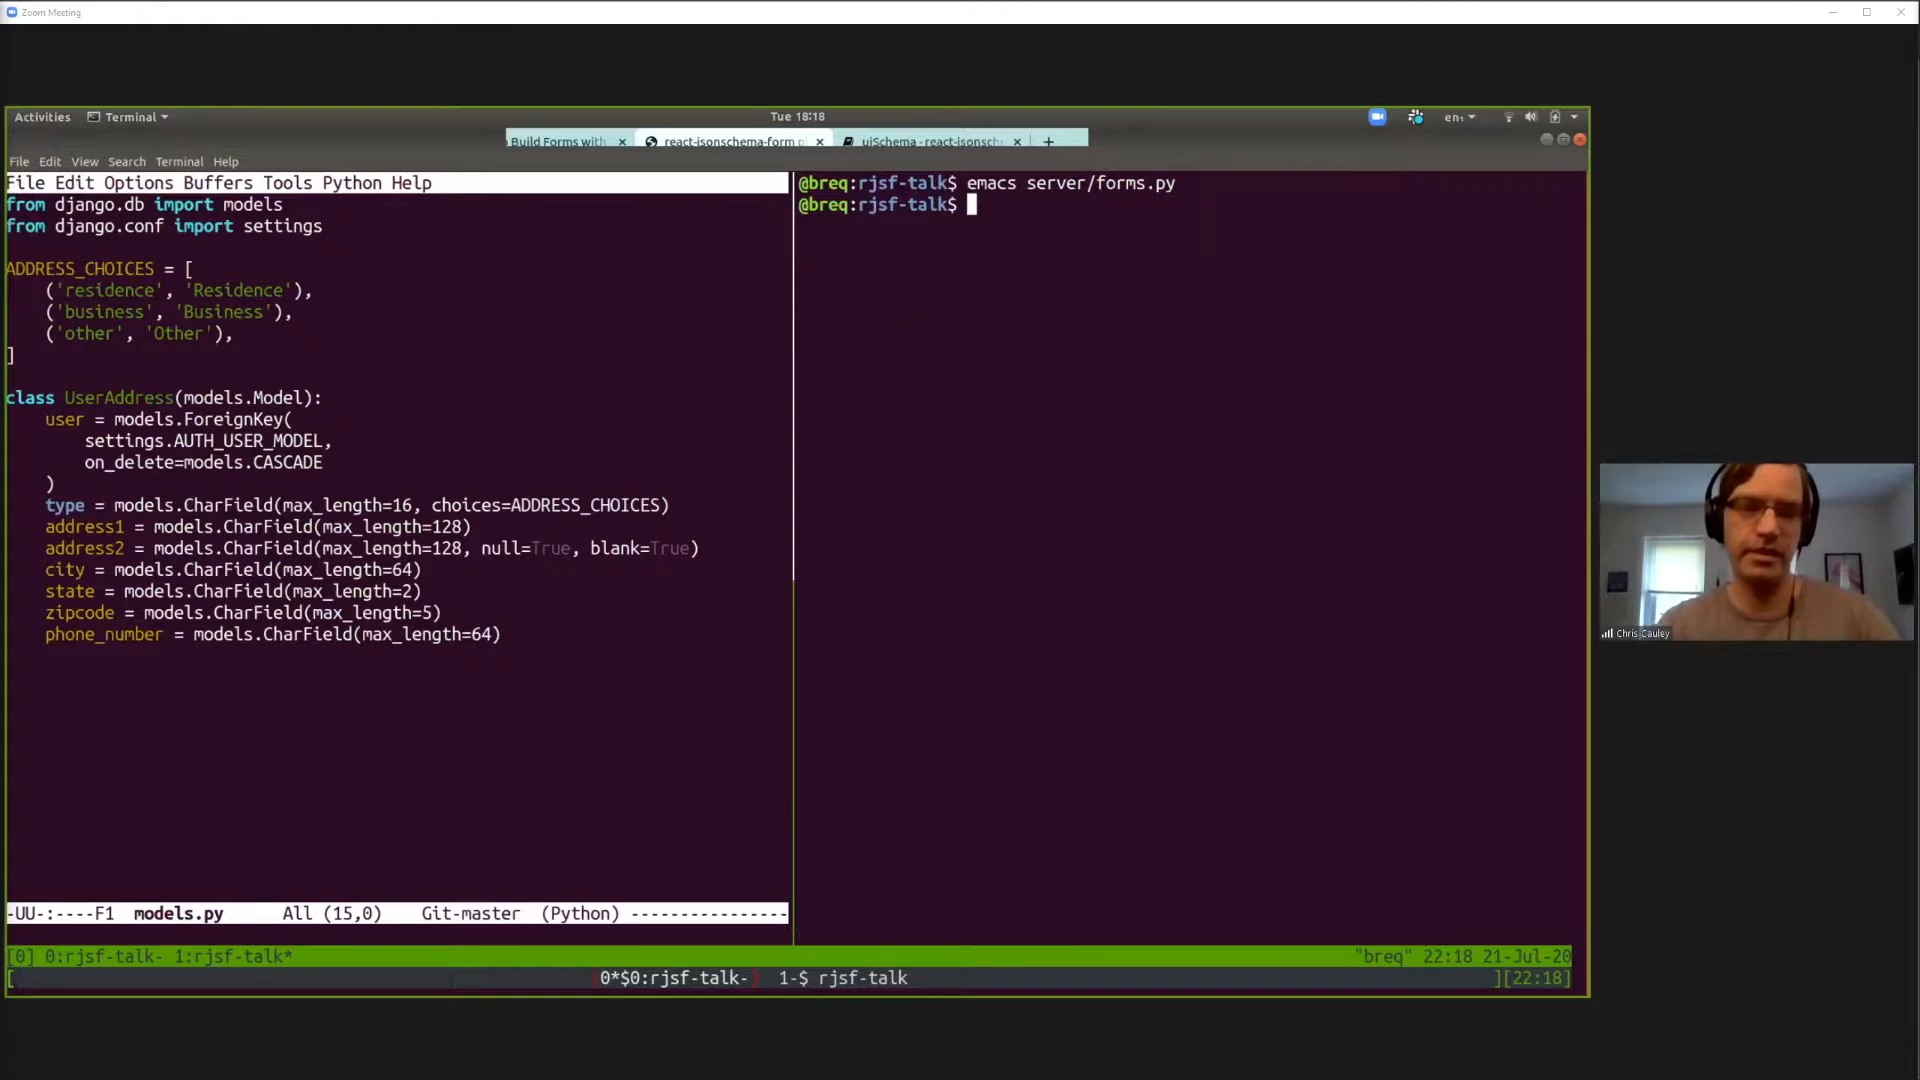 Zoom Meeting
Activities Terminal Tue 18:18 en₁
Build Forms with react-jsonschema-form p uiSchema - react-jsonsch
File Edit View Search Terminal Help
File Edit Options Buffers Tools Python Help
from django.db import models
from django.conf import settings
ADDRESS_CHOICES = [
('residence', 'Residence'),
('business', 'Business'),
('other', 'Other'),
]
class UserAddress(models.Model):
user = models.ForeignKey(
settings.AUTH_USER_MODEL,
on_delete=models.CASCADE
)
type = models.CharField(max_length=16, choices=ADDRESS_CHOICES)
address1 = models.CharField(max_length=128)
address2 = models.CharField(max_length=128, null=True, blank=True)
city = models.CharField(max_length=64)
state = models.CharField(max_length=2)
zipcode = models.CharField(max_length=5)
phone_number = models.CharField(max_length=64)
-UU-:----F1 models.py All (15,0) Git-master (Python) ----------------
@breq:rjsf-talk$ emacs server/forms.py
@breq:rjsf-talk$
Chris Cauley
[0] 0:rjsf-talk- 1:rjsf-talk* "breq" 22:18 21-Jul-20
[ (0*$0:rjsf-talk-) 1-$ rjsf-talk ][22:18]